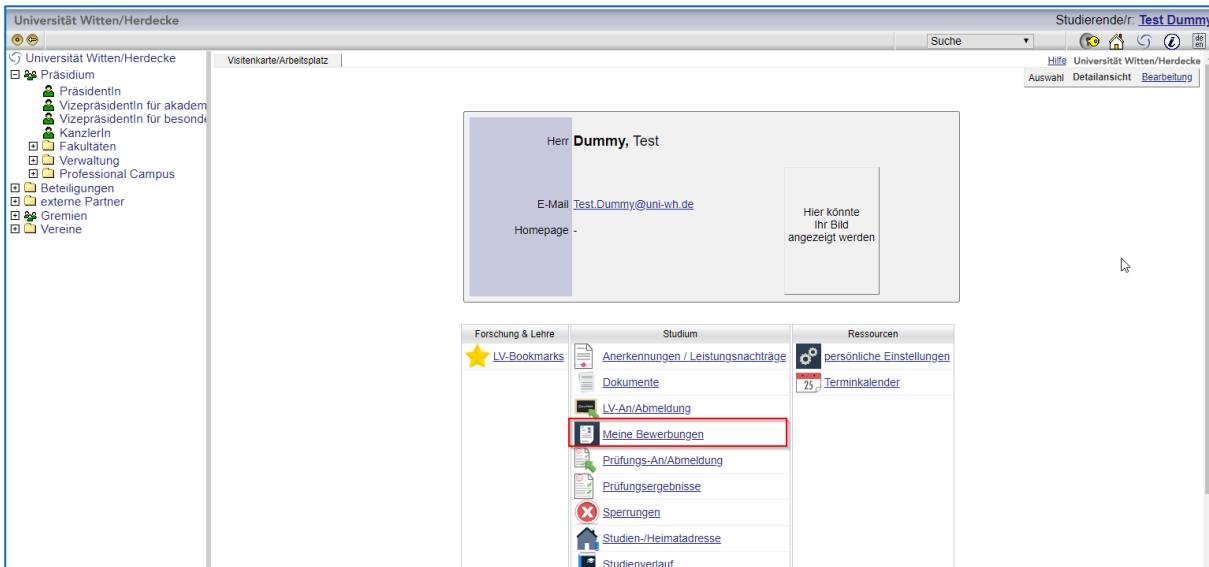 Universität Witten/Herdecke
Studierende/r: Test Dummy
Suche
de
en
Universität Witten/Herdecke
Präsidium
PräsidentIn
VizepräsidentIn für akadem
VizepräsidentIn für besonde
KanzlerIn
Fakultäten
Verwaltung
Professional Campus
Beteiligungen
externe Partner
Gremien
Vereine
Visitenkarte/Arbeitsplatz
Hilfe Universität Witten/Herdecke
Auswahl Detailansicht Bearbeitung
Herr Dummy, Test
E-Mail Test.Dummy@uni-wh.de
Homepage -
Hier könnte
Ihr Bild
angezeigt werden
Forschung & Lehre
LV-Bookmarks
Studium
Anerkennungen / Leistungsnachträge
Dokumente
LV-An/Abmeldung
Meine Bewerbungen
Prüfungs-An/Abmeldung
Prüfungsergebnisse
Sperrungen
Studien-/Heimatadresse
Studienverlauf
Ressourcen
persönliche Einstellungen
25
Terminkalender